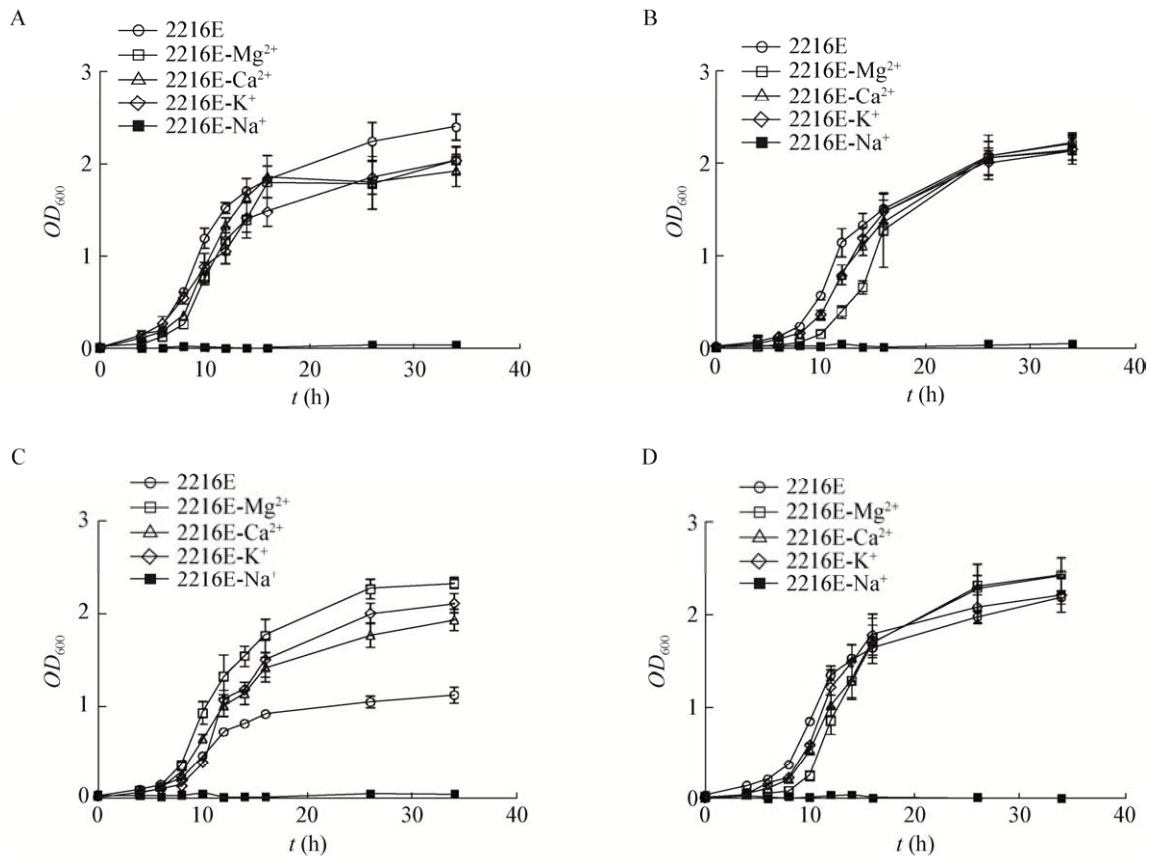 A
2216E
2216E-Mg²⁺
2216E-Ca²⁺
2216E-K⁺
2216E-Na⁺
3
2
1
0
OD₆₀₀
0 10 20 30 40
t (h)
B
2216E
2216E-Mg²⁺
2216E-Ca²⁺
2216E-K⁺
2216E-Na⁺
3
2
1
0
OD₆₀₀
0 10 20 30 40
t (h)
C
2216E
2216E-Mg²⁺
2216E-Ca²⁺
2216E-K⁺
2216E-Na⁺
3
2
1
0
OD₆₀₀
0 10 20 30 40
t (h)
D
2216E
2216E-Mg²⁺
2216E-Ca²⁺
2216E-K⁺
2216E-Na⁺
3
2
1
0
OD₆₀₀
0 10 20 30 40
t (h)